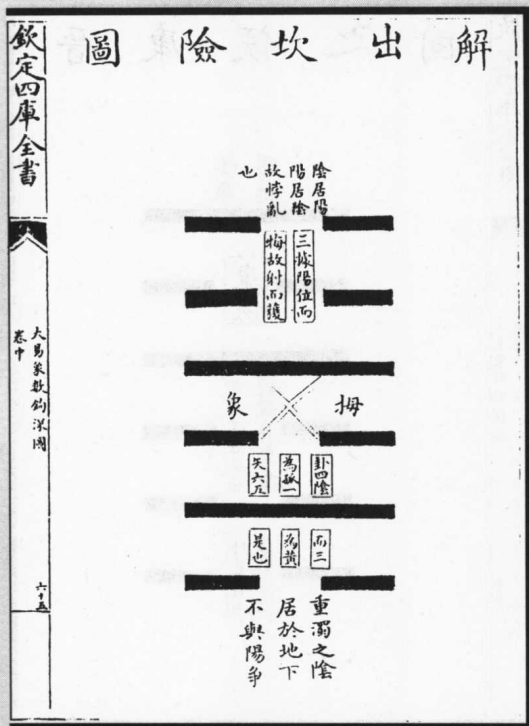 解出坎險圖
陰居陽
陽居陰
故悖亂
也
三據陽位而
悔故射而獲
拇
象
卦四陰而三
為狐一為黃
矢六五是也
重濁之陰
居於地下
不與陽爭
欽定四庫全書
大易象數鈎深圖
卷中
六十五